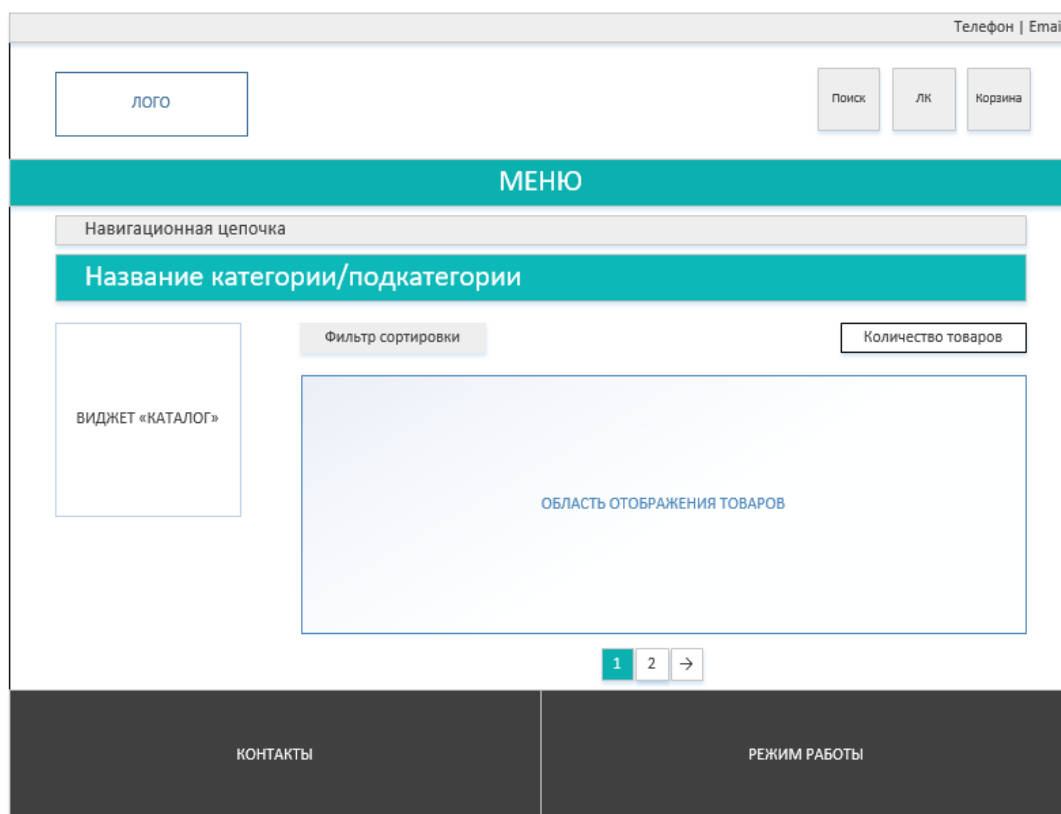 Телефон | Emai
ЛОГО
Поиск
ЛК
Корзина
МЕНЮ
Навигационная цепочка
Название категории/подкатегории
Фильтр сортировки
Количество товаров
ВИДЖЕТ «КАТАЛОГ»
ОБЛАСТЬ ОТОБРАЖЕНИЯ ТОВАРОВ
1 2 →
КОНТАКТЫ
РЕЖИМ РАБОТЫ